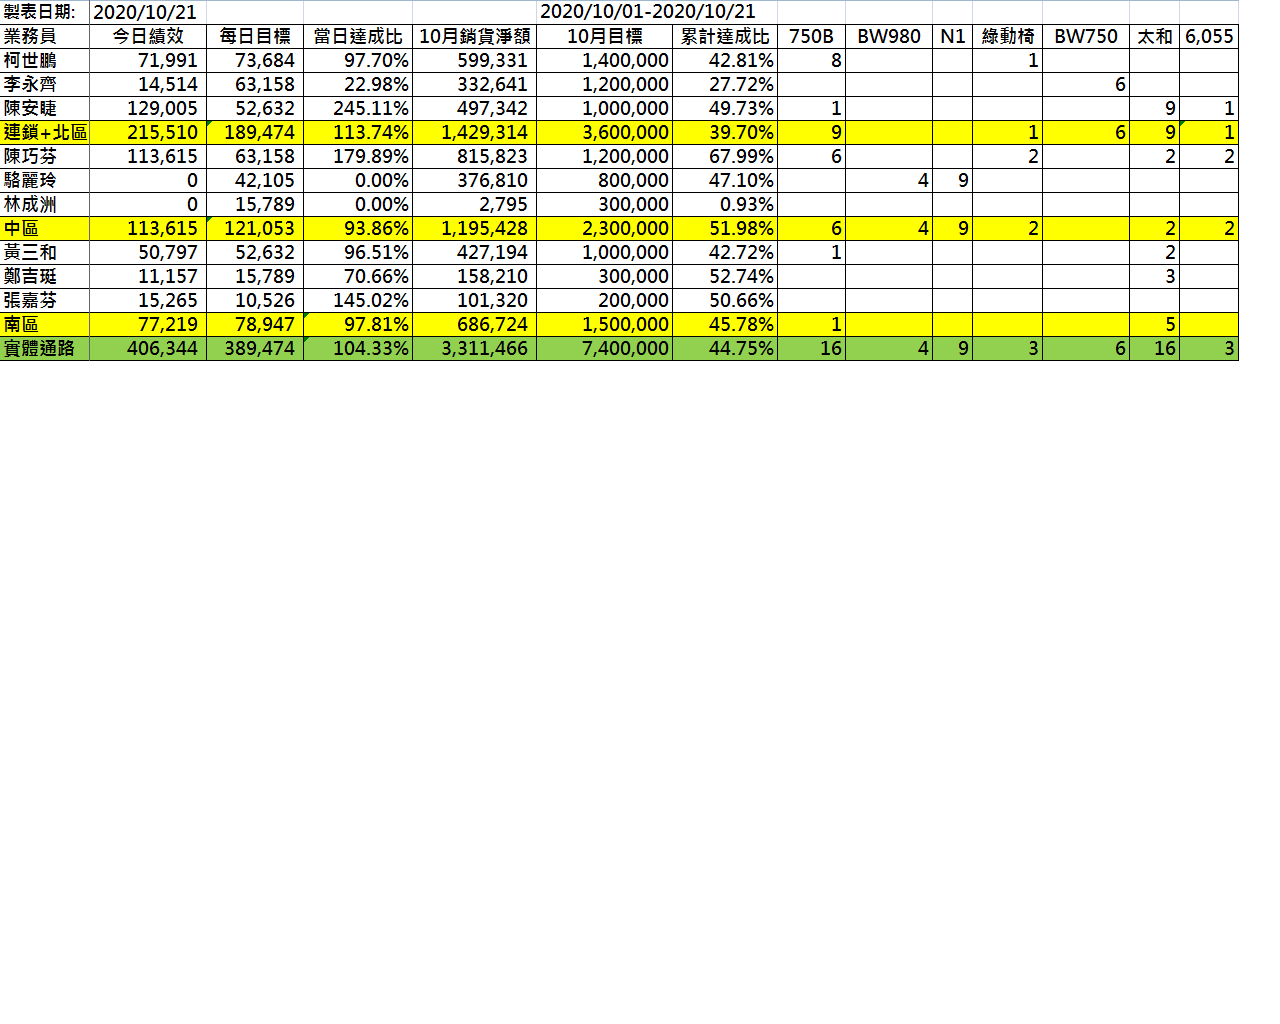 製表日期: 2020/10/21 2020/10/01-2020/10/21
業務員 今日績效 每日目標 當日達成比 10月銷貨淨額 10月目標 累計達成比 750B BW980 N1 綠動椅 BW750 太和 6,055
柯世鵬 71,991 73,684 97.70% 599,331 1,400,000 42.81% 8 1
李永齊 14,514 63,158 22.98% 332,641 1,200,000 27.72% 6
陳安睫 129,005 52,632 245.11% 497,342 1,000,000 49.73% 1 9 1
連鎖+北區 215,510 189,474 113.74% 1,429,314 3,600,000 39.70% 9 1 6 9 1
陳巧芬 113,615 63,158 179.89% 815,823 1,200,000 67.99% 6 2 2 2
駱麗玲 0 42,105 0.00% 376,810 800,000 47.10% 4 9
林成洲 0 15,789 0.00% 2,795 300,000 0.93%
中區 113,615 121,053 93.86% 1,195,428 2,300,000 51.98% 6 4 9 2 2 2
黃三和 50,797 52,632 96.51% 427,194 1,000,000 42.72% 1 2
鄭吉珽 11,157 15,789 70.66% 158,210 300,000 52.74% 3
張嘉芬 15,265 10,526 145.02% 101,320 200,000 50.66%
南區 77,219 78,947 97.81% 686,724 1,500,000 45.78% 1 5
實體通路 406,344 389,474 104.33% 3,311,466 7,400,000 44.75% 16 4 9 3 6 16 3